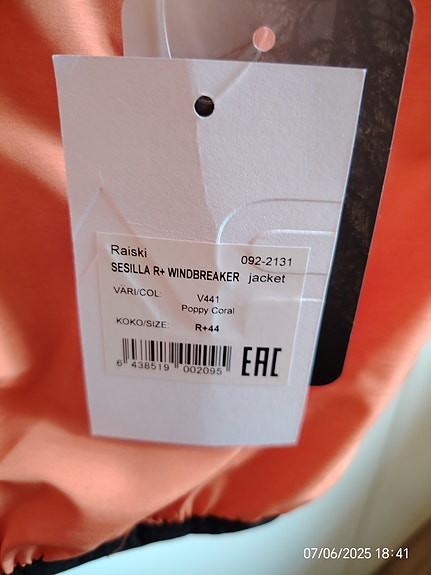 Raiski 092-2131
SESILLA R+ WINDBREAKER jacket
VÄRI/COL: V441
Poppy Coral
KOKO/SIZE: R+44
6 438519 002095
EAC
07/06/2025 18:41